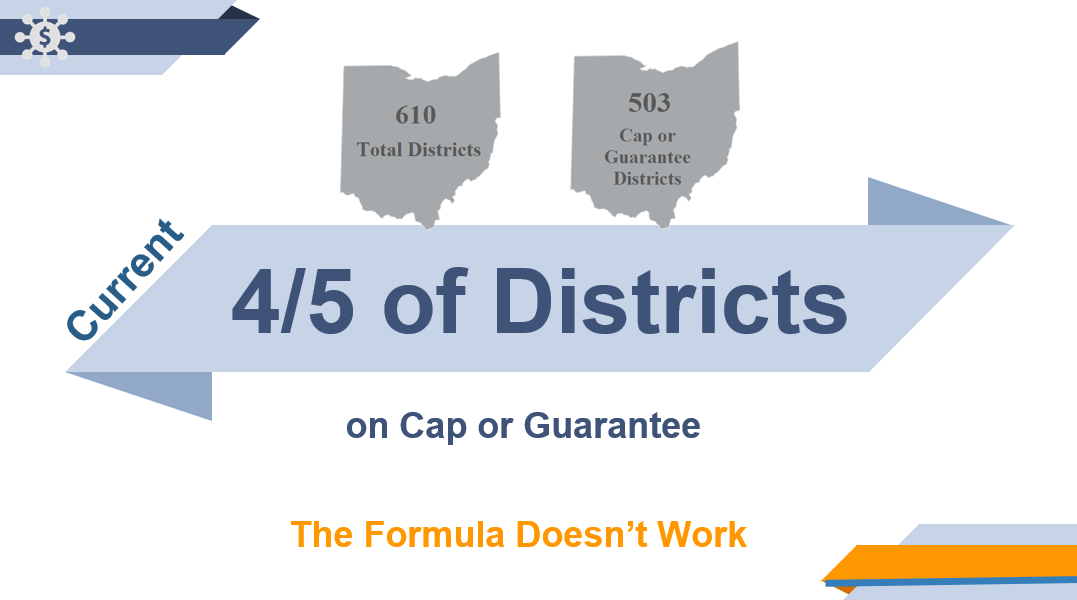 $
610
Total Districts
503
Cap or
Guarantee
Districts
Current
4/5 of Districts
on Cap or Guarantee
The Formula Doesn’t Work